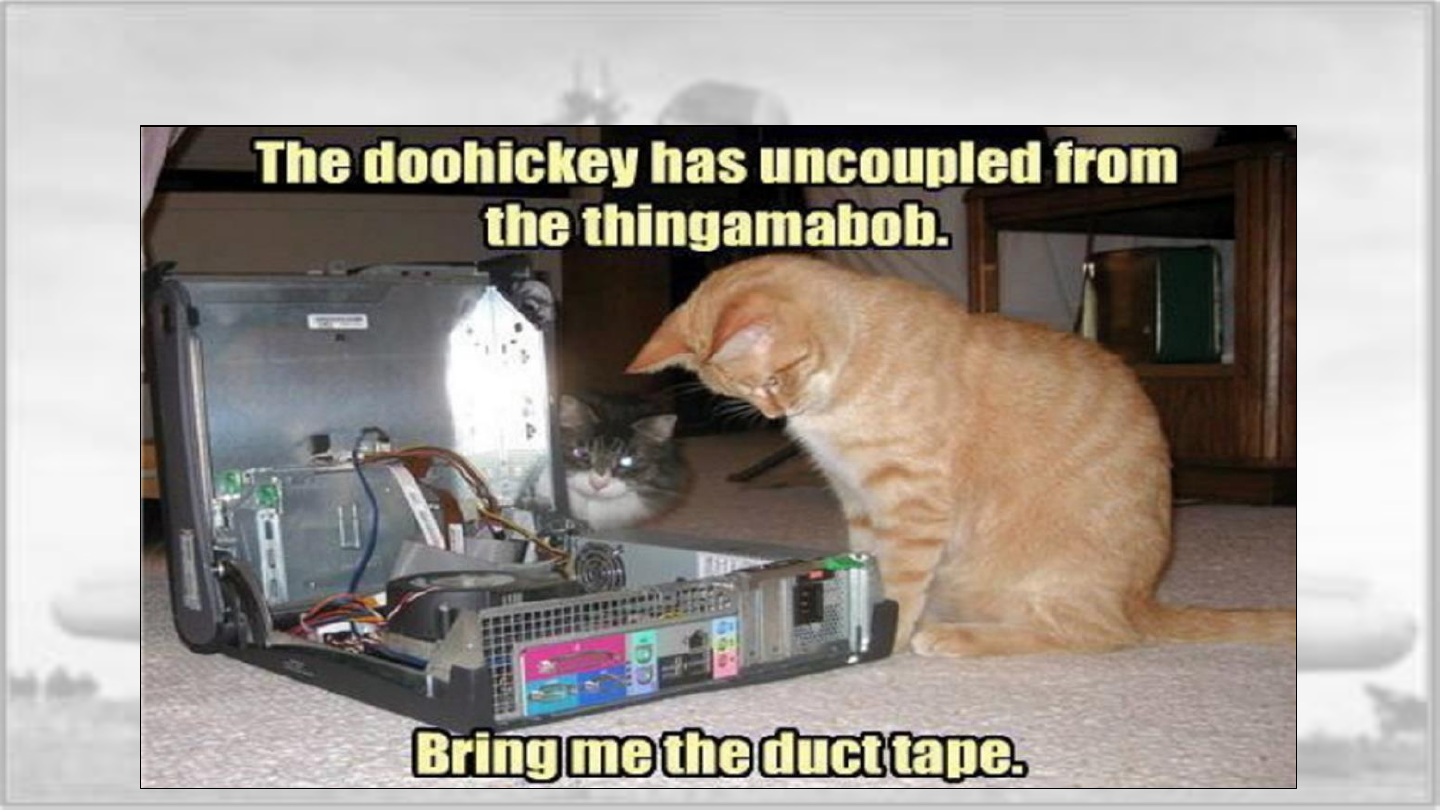 The doohickey has uncoupled from
the thingamabob.
Bring me the duct tape.